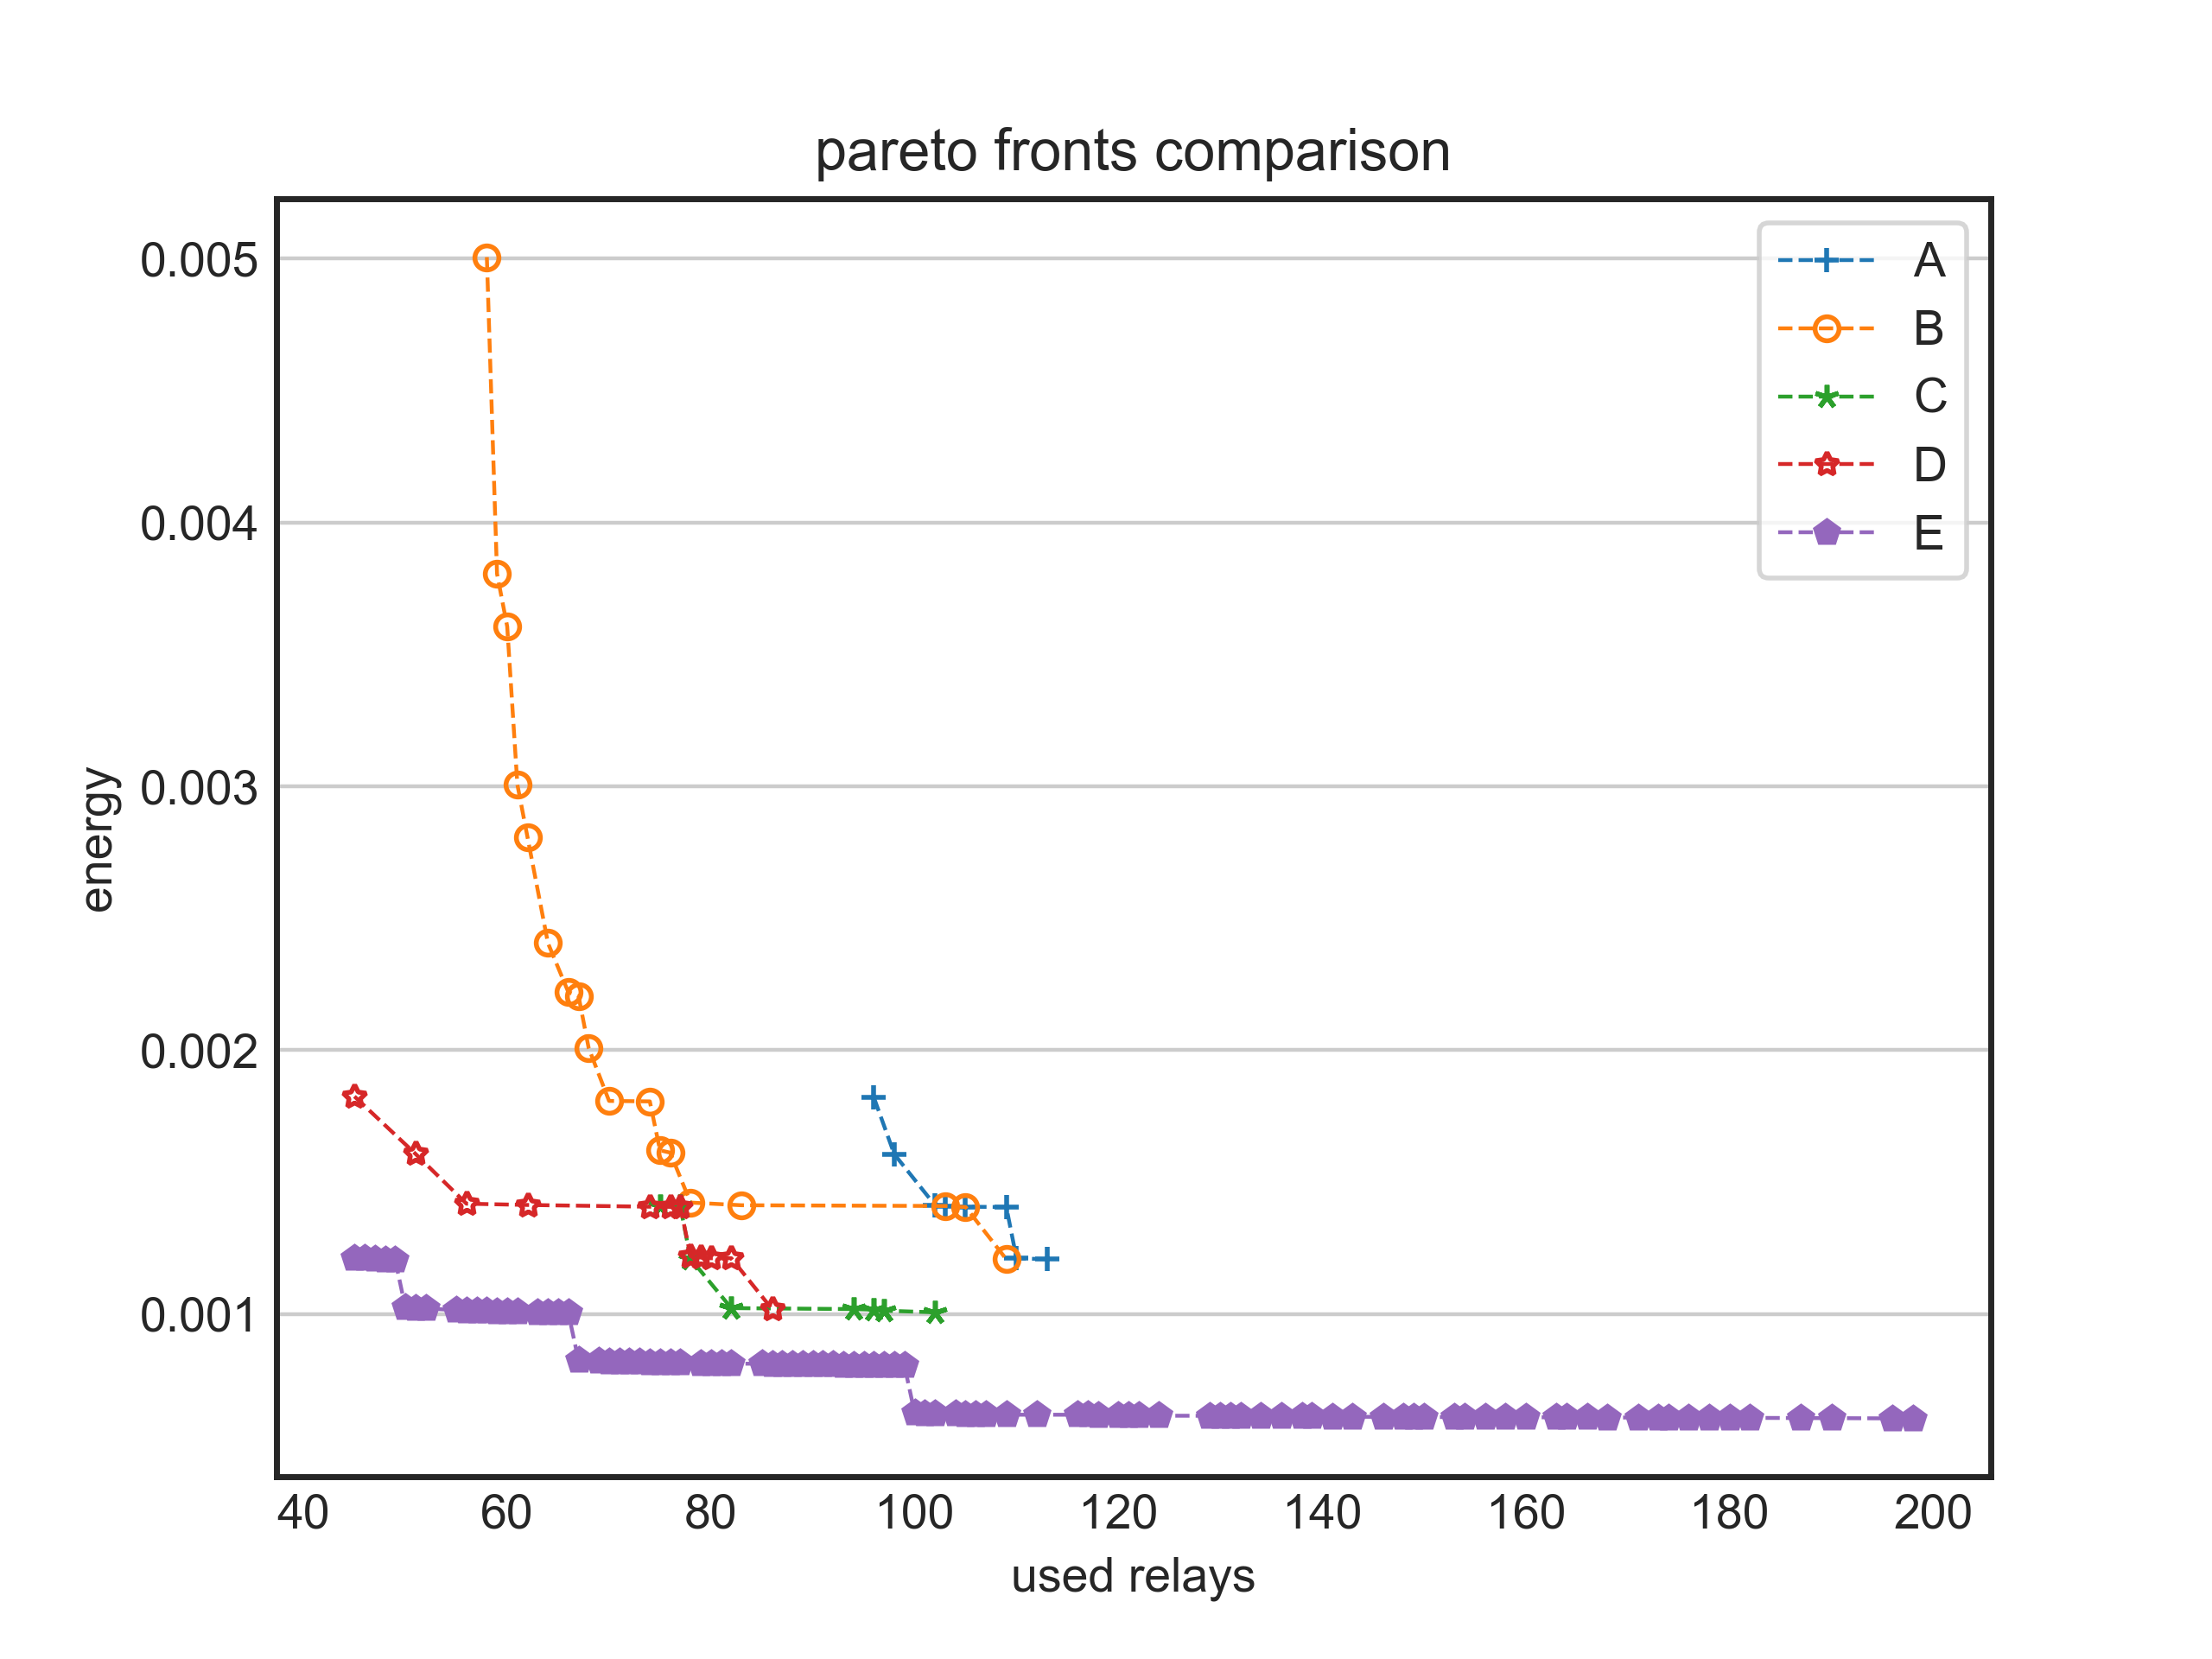 pareto fronts comparison
0.005
0.004
0.003
0.002
0.001
energy
40 60 80 100 120 140 160 180 200
used relays
A
B
C
D
E